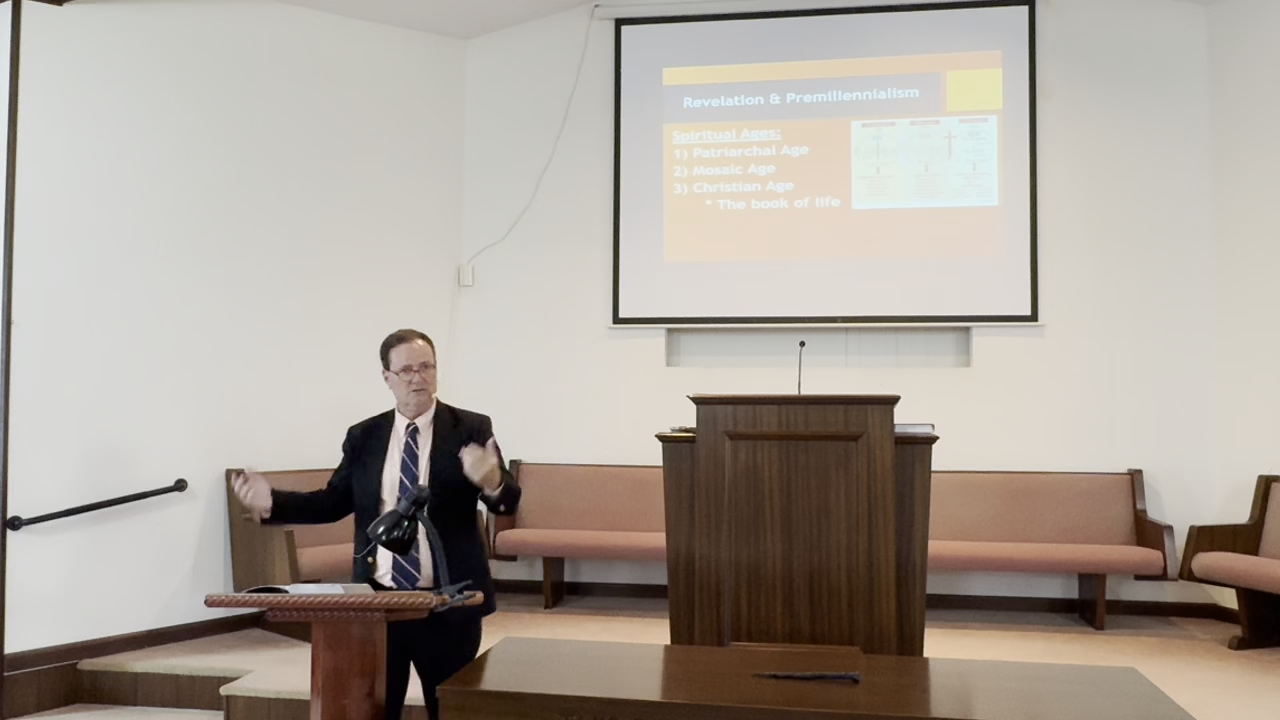 Revelation & Premillennialism
Spiritual Ages:
1) Patriarchal Age
2) Mosaic Age
3) Christian Age
* The book of life